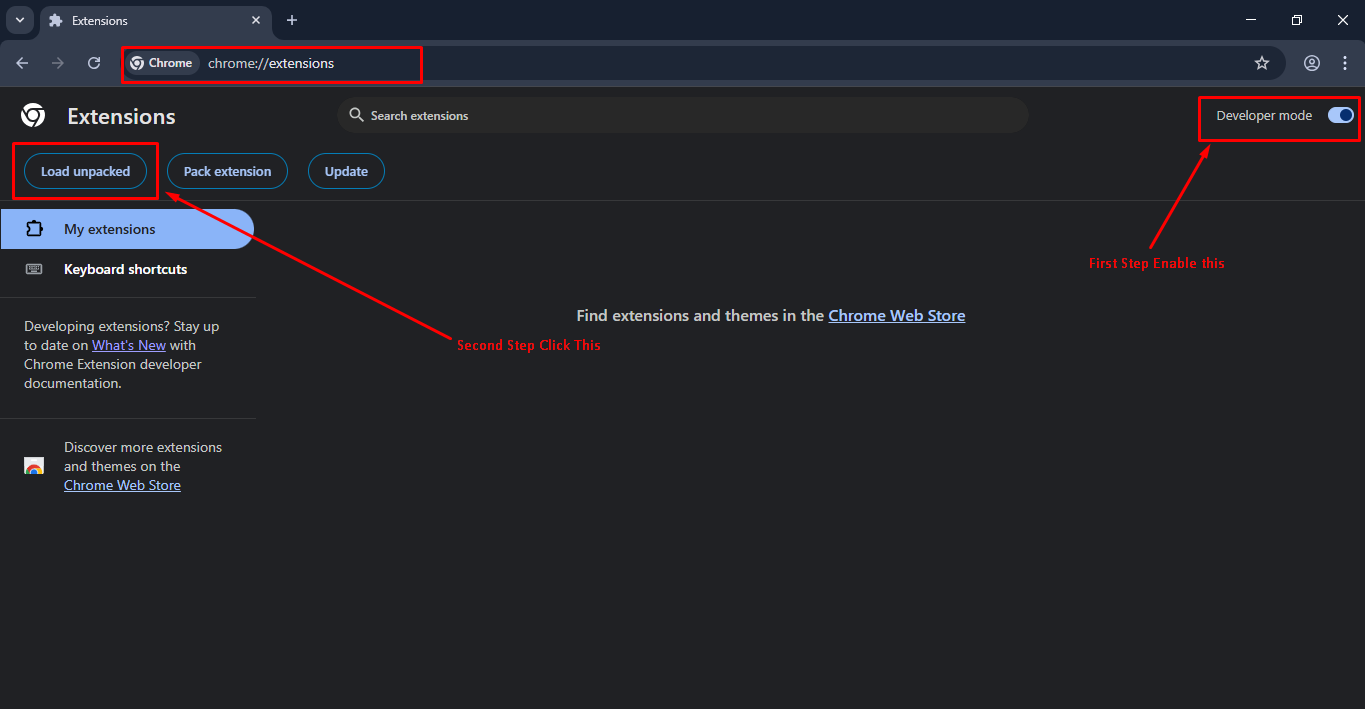 Extensions
Chrome chrome://extensions
Extensions
Search extensions
Developer mode
Load unpacked
Pack extension
Update
My extensions
Keyboard shortcuts
First Step Enable this
Find extensions and themes in the Chrome Web Store
Second Step Click This
Developing extensions? Stay up
to date on What's New with
Chrome Extension developer
documentation.
Discover more extensions
and themes on the
Chrome Web Store